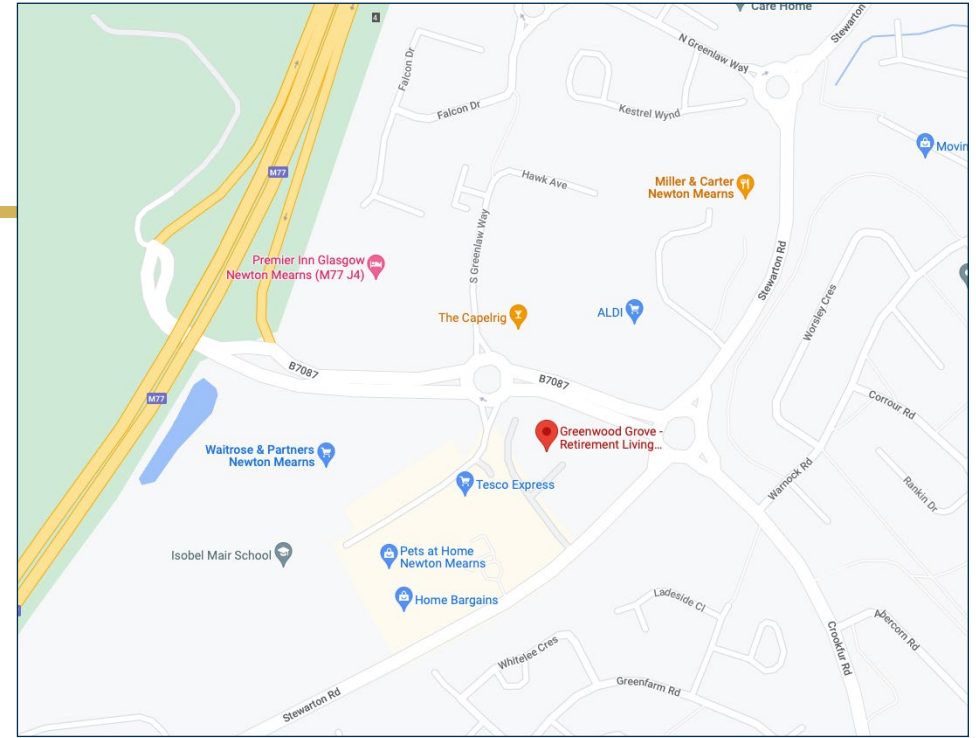 4
Care Home
Stewarton
N Greenlaw Way
Falcon Dr
Falcon Dr
Kestrel Wynd
Movin
M77
Hawk Ave
Miller & Carter
Newton Mearns
S Greenlaw Way
Stewarton Rd
Premier Inn Glasgow
Newton Mearns (M77 J4)
Worsley Cres
The Capelrig
ALDI
B7087
B7087
M77
Corrour Rd
Greenwood Grove -
Retirement Living...
Waitrose & Partners
Newton Mearns
Warnock Rd
Rankin Dr
Tesco Express
Isobel Mair School
Pets at Home
Newton Mearns
Home Bargains
Ladeside Cl
Abercorn Rd
Crookfur Rd
Whitelee Cres
Greenfarm Rd
Stewarton Rd